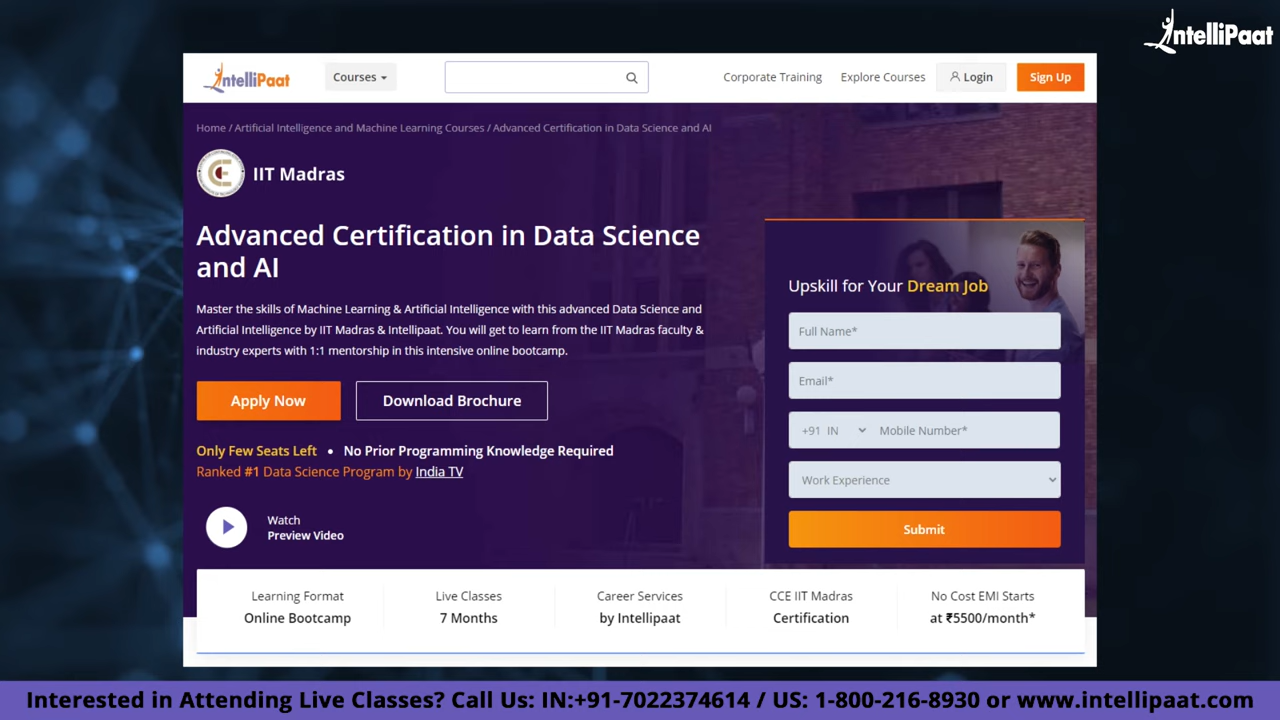 IntelliPaat
IntelliPaat
Courses
Corporate Training
Explore Courses
Login
Sign Up
Home / Artificial Intelligence and Machine Learning Courses / Advanced Certification in Data Science and AI
IIT Madras
Advanced Certification in Data Science
and AI
Master the skills of Machine Learning & Artificial Intelligence with this advanced Data Science and
Artificial Intelligence by IIT Madras & Intellipaat. You will get to learn from the IIT Madras faculty &
industry experts with 1:1 mentorship in this intensive online bootcamp.
Apply Now
Download Brochure
Only Few Seats Left • No Prior Programming Knowledge Required
Ranked #1 Data Science Program by India TV
Watch
Preview Video
Upskill for Your Dream Job
Full Name*
Email*
+91 IN
Mobile Number*
Work Experience
Submit
Learning Format
Online Bootcamp
Live Classes
7 Months
Career Services
by Intellipaat
CCE IIT Madras
Certification
No Cost EMI Starts
at ₹5500/month*
Interested in Attending Live Classes? Call Us: IN:+91-7022374614 / US: 1-800-216-8930 or www.intellipaat.com